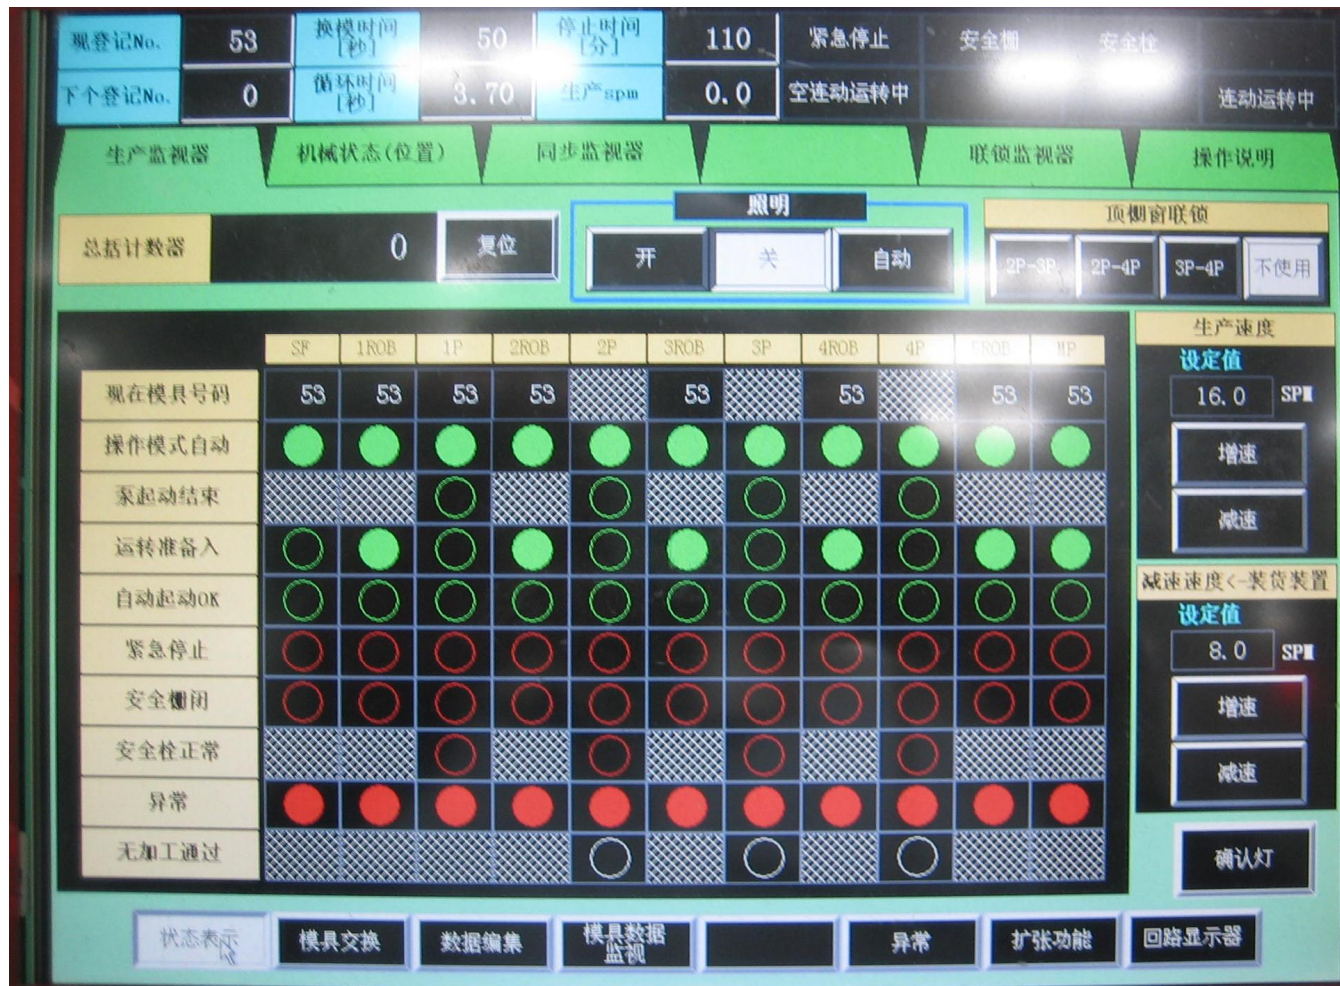 现登记No. 53 换模时间[秒] 50 停止时间[分] 110 紧急停止 安全栅 安全栓
下个登记No. 0 循环时间[秒] 3.70 生产spm 0.0 空连动运转中 连动运转中
生产监视器 机械状态(位置) 同步监视器 联锁监视器 操作说明
照明 顶棚窗联锁
总括计数器 0 复位 开 关 自动 2P-3P 2P-4P 3P-4P 不使用
SF 1ROB 1P 2ROB 2P 3ROB 3P 4ROB 4P 5ROB MP
现在模具号码 53 53 53 53 53 53 53 53
操作模式自动
泵起动结束
运转准备入
自动起动OK
紧急停止
安全栅闭
安全栓正常
异常
无加工通过
生产速度
设定值
16.0 SPM
增速
减速
减速速度<-装货装置
设定值
8.0 SPM
增速
减速
确认灯
状态表示 模具交换 数据编集 模具数据监视 异常 扩张功能 回路显示器